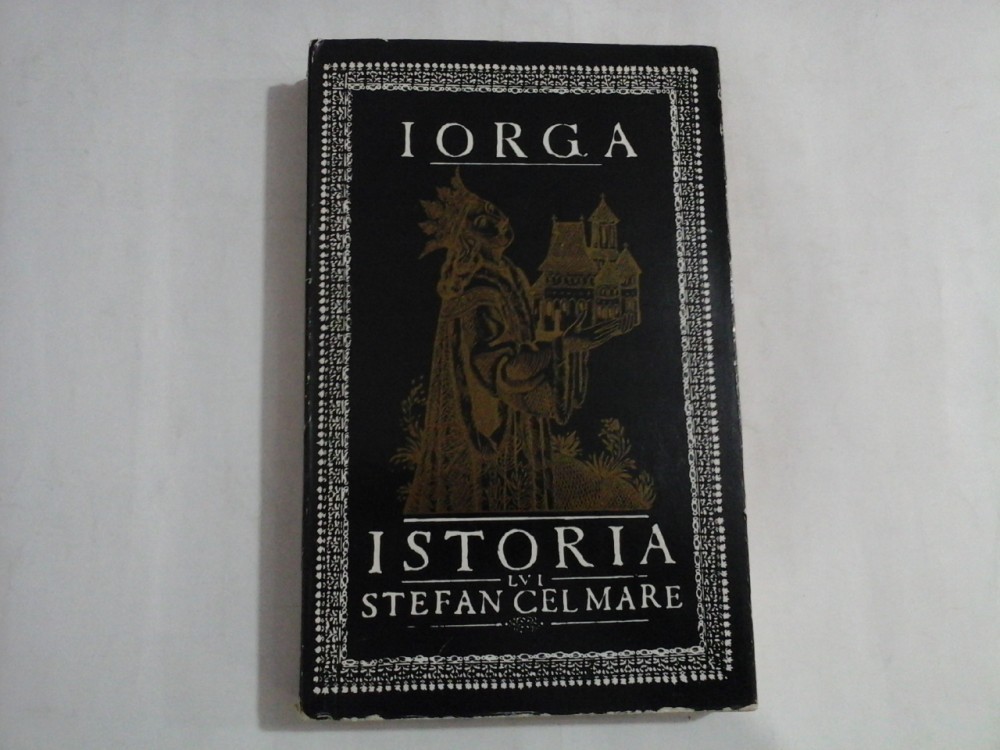 IORGA
ISTORIA
LVI
STEFAN CEL MARE